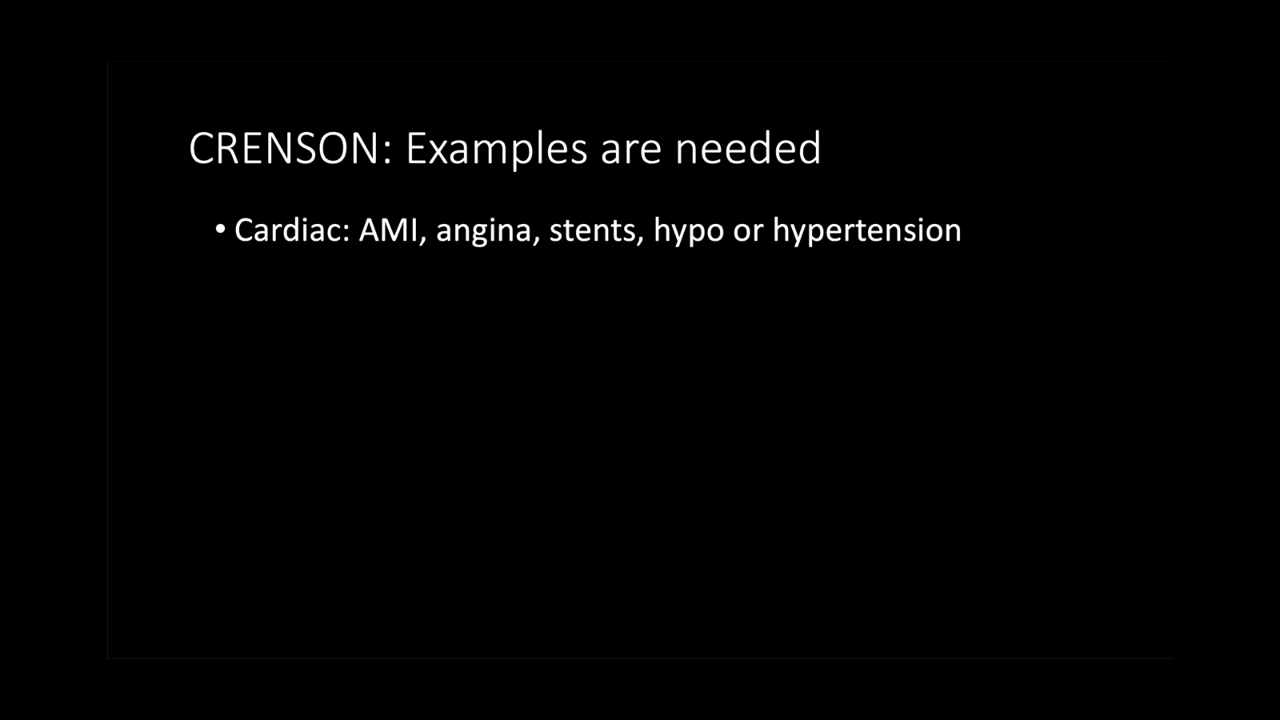 CRENSON: Examples are needed
• Cardiac: AMI, angina, stents, hypo or hypertension